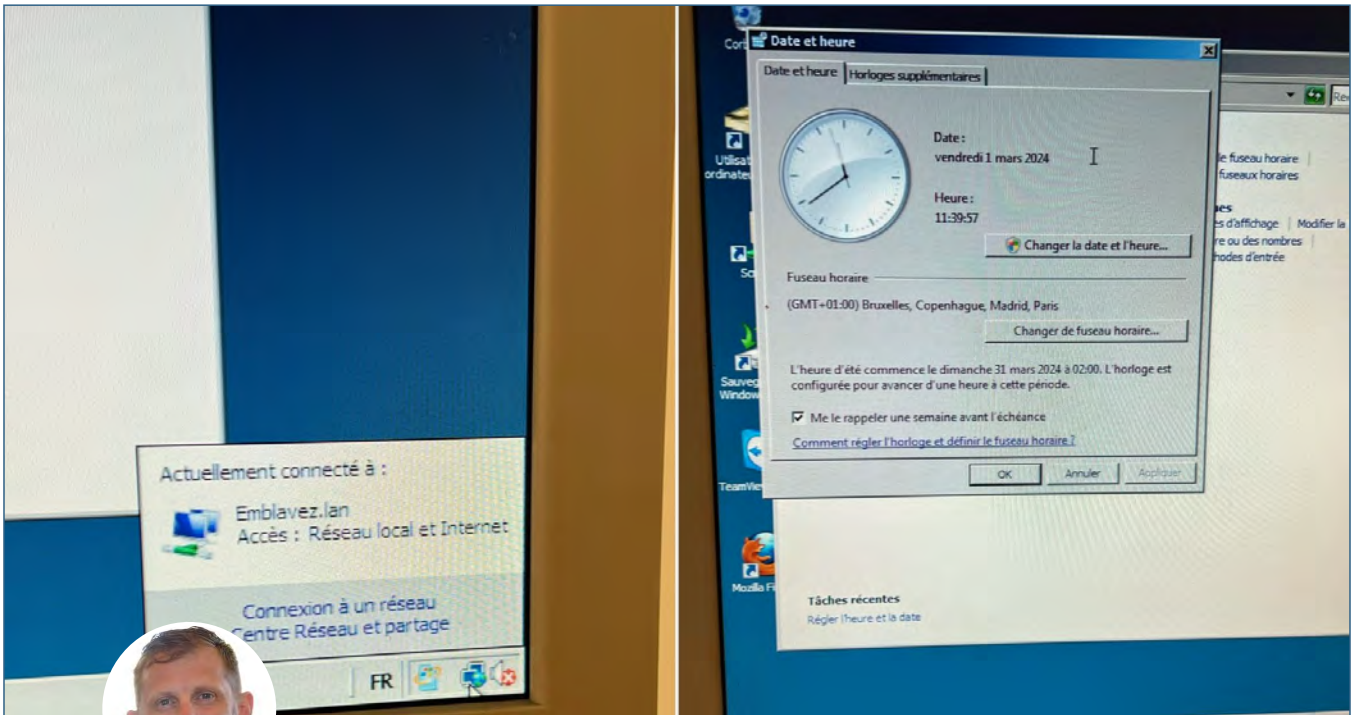 Actuellement connecté à :
Emblavez.lan
Accès : Réseau local et Internet
Connexion à un réseau
Centre Réseau et partage
FR
Date et heure
Date et heure
Horloges supplémentaires
Date :
vendredi 1 mars 2024
Heure :
11:39:57
Changer la date et l'heure...
Fuseau horaire
(GMT+01:00) Bruxelles, Copenhague, Madrid, Paris
Changer de fuseau horaire...
L'heure d'été commence le dimanche 31 mars 2024 à 02:00. L'horloge est
configurée pour avancer d'une heure à cette période.
Me le rappeler une semaine avant l'échéance
Comment régler l'horloge et définir le fuseau horaire ?
OK
Annuler
Appliquer
le fuseau horaire
fuseaux horaires
d'affichage | Modifier la
re ou des nombres
d'entrée
Mozilla
Tâches récentes
Régler l'heure et la date